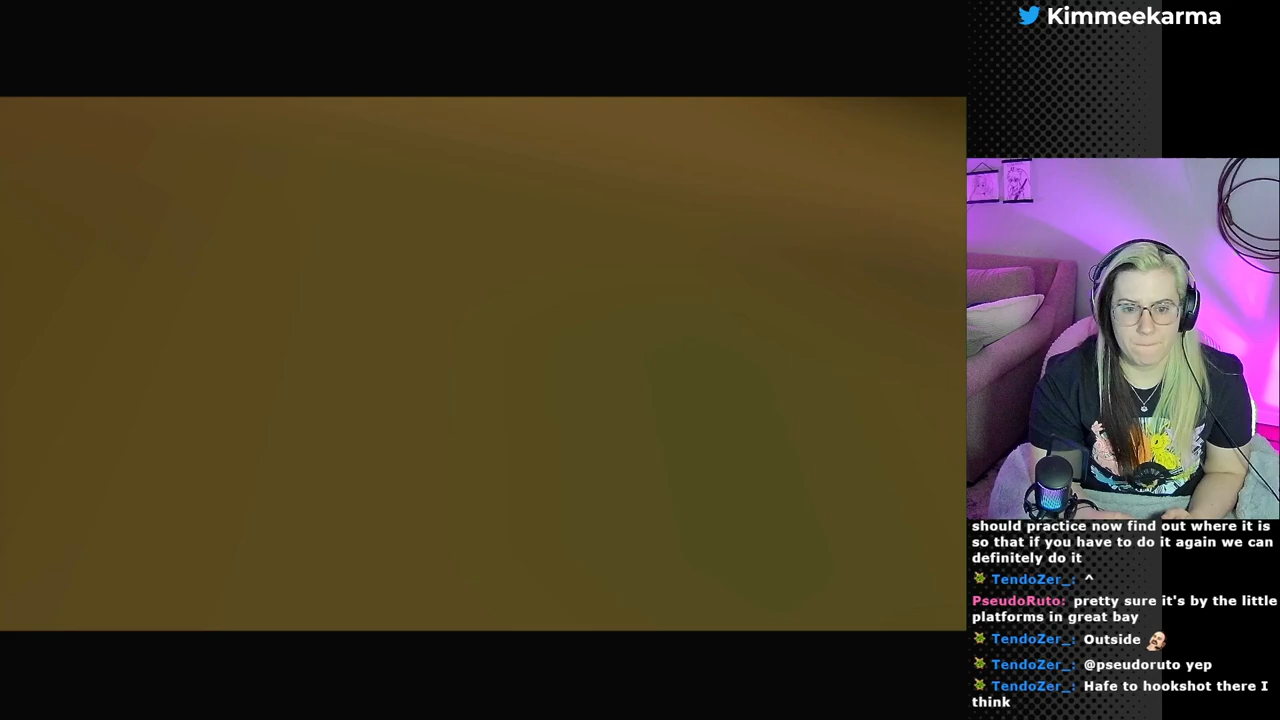 Kimmeekarma
should practice now find out where it is
so that if you have to do it again we can
definitely do it
TendoZer_: ^
PseudoRuto: pretty sure it's by the little
platforms in great bay
TendoZer_: Outside
TendoZer_: @pseudoruto yep
TendoZer_: Hafe to hookshot there I
think